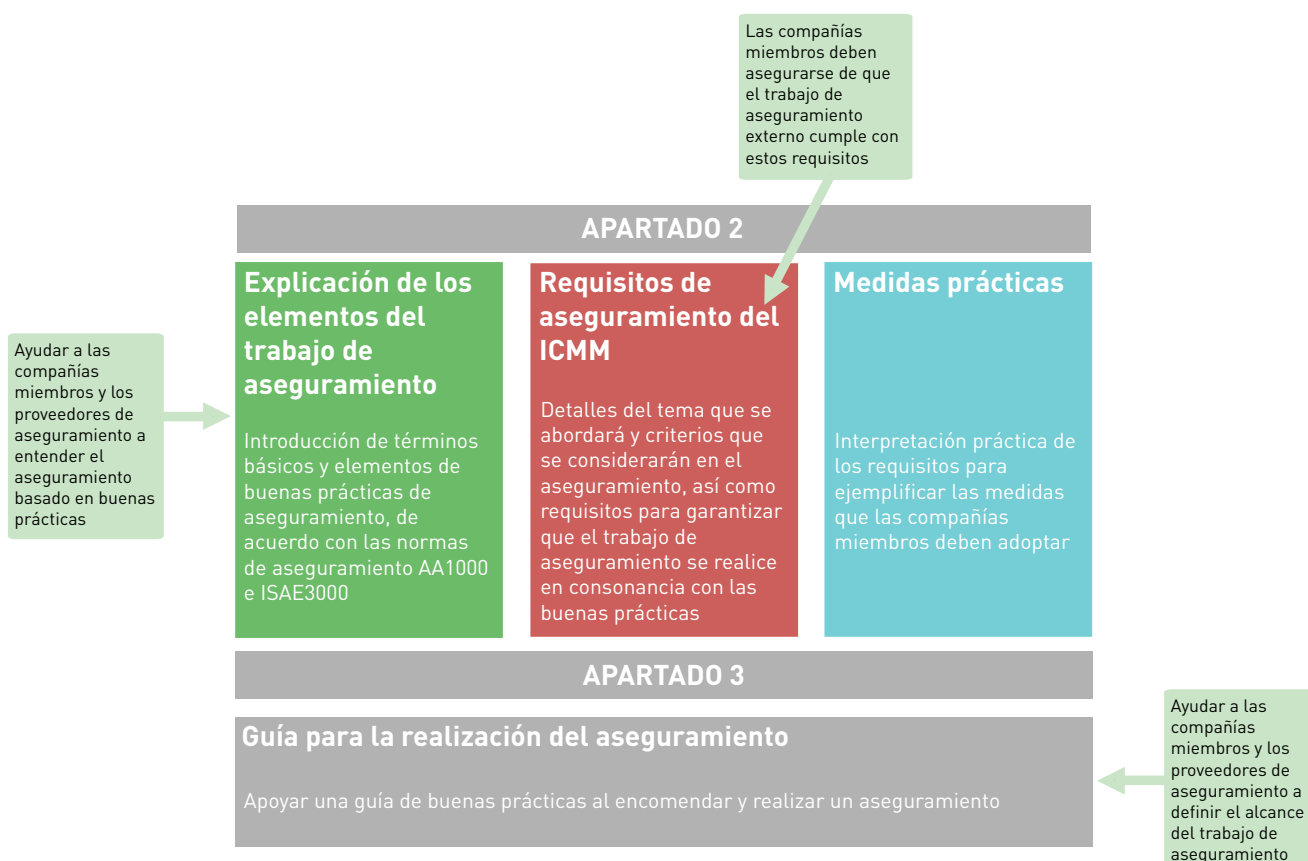 Las compañías
miembros deben
asegurarse de que
el trabajo de
aseguramiento
externo cumple con
estos requisitos
APARTADO 2
Ayudar a las
compañías
miembros y los
proveedores de
aseguramiento a
entender el
aseguramiento
basado en buenas
prácticas
Explicación de los
elementos del
trabajo de
aseguramiento
Introducción de términos
básicos y elementos de
buenas prácticas de
aseguramiento, de
acuerdo con las normas
de aseguramiento AA1000
e ISAE3000
Requisitos de
aseguramiento del
ICMM
Detalles del tema que se
abordará y criterios que
se considerarán en el
aseguramiento, así como
requisitos para garantizar
que el trabajo de
aseguramiento se realice
en consonancia con las
buenas prácticas
Medidas prácticas
Interpretación práctica de
los requisitos para
ejemplificar las medidas
que las compañías
miembros deben adoptar
APARTADO 3
Guía para la realización del aseguramiento
Apoyar una guía de buenas prácticas al encomendar y realizar un aseguramiento
Ayudar a las
compañías
miembros y los
proveedores de
aseguramiento a
definir el alcance
del trabajo de
aseguramiento